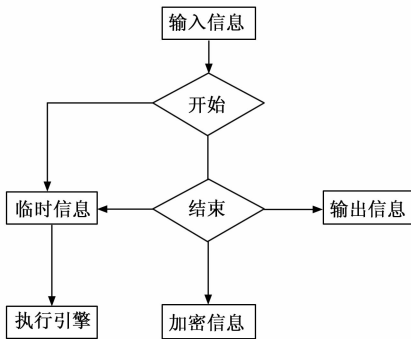 输入信息
开始
临时信息
结束
输出信息
执行引擎
加密信息